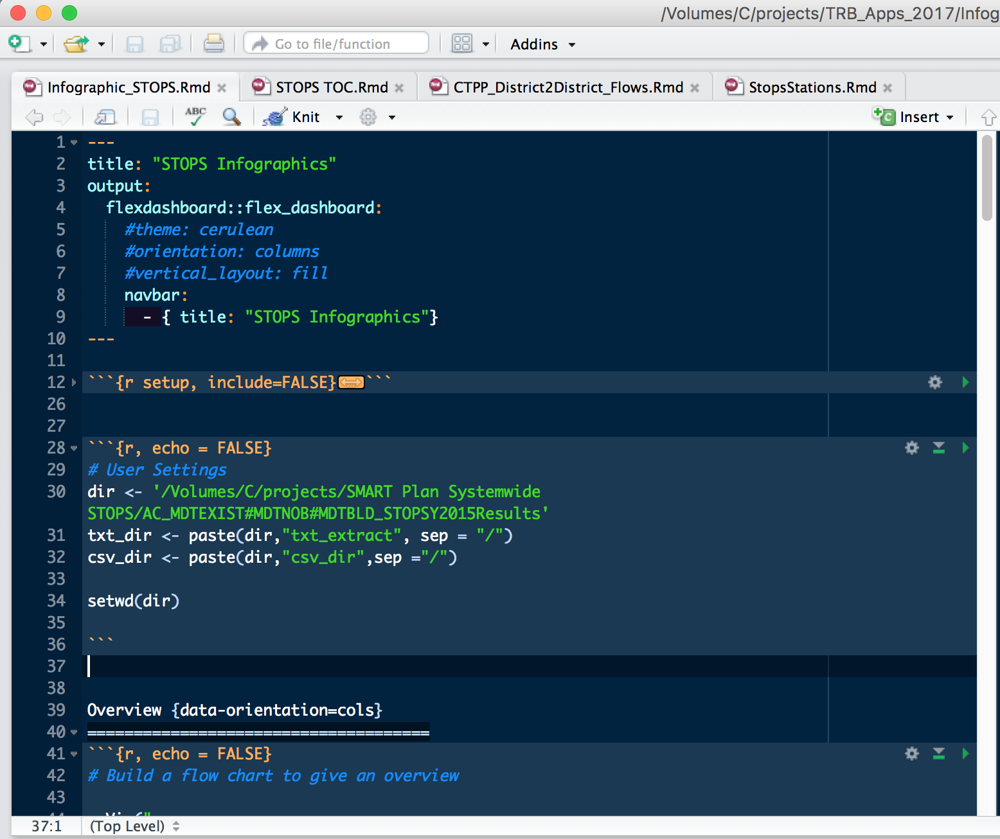 /Volumes/C/projects/TRB_Apps_2017/Infog
Go to file/function
Addins
Infographic_STOPS.Rmd
STOPS TOC.Rmd
CTPP_District2District_Flows.Rmd
StopsStations.Rmd
ABC
Knit
Insert
1 ---
2 title: "STOPS Infographics"
3 output:
4   flexdashboard::flex_dashboard:
5     #theme: cerulean
6     #orientation: columns
7     #vertical_layout: fill
8     navbar:
9       - { title: "STOPS Infographics"}
10 ---
11
12 ```{r setup, include=FALSE}```
26
27
28 ```{r, echo = FALSE}
29 # User Settings
30 dir <- '/Volumes/C/projects/SMART Plan Systemwide
STOPS/AC_MDTEXIST#MDTNOB#MDTBLD_STOPSY2015Results'
31 txt_dir <- paste(dir,"txt_extract", sep = "/")
32 csv_dir <- paste(dir,"csv_dir",sep ="/")
33
34 setwd(dir)
35
36 ```
37
38
39 Overview {data-orientation=cols}
40 =====================================
41 ```{r, echo = FALSE}
42 # Build a flow chart to give an overview
43
37:1
(Top Level)